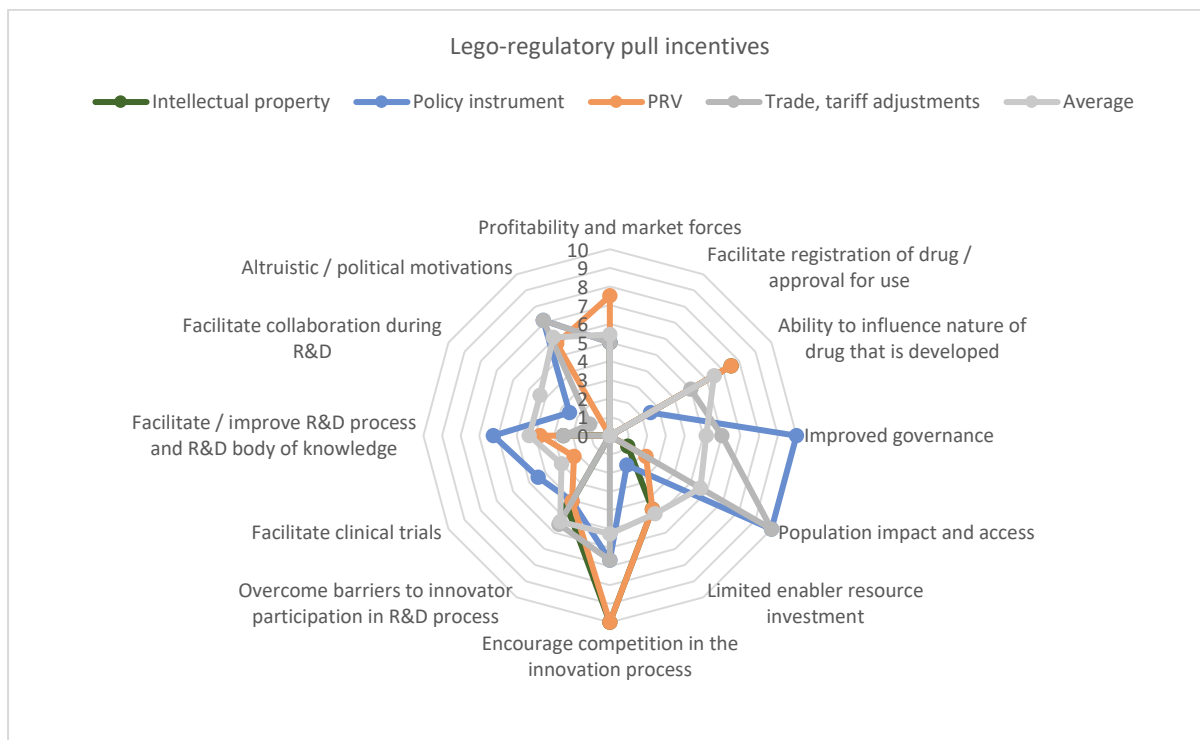 Lego-regulatory pull incentives
Intellectual property
Policy instrument
PRV
Trade, tariff adjustments
Average
Profitability and market forces
Facilitate registration of drug /
approval for use
Ability to influence nature of
drug that is developed
Improved governance
Population impact and access
Limited enabler resource
investment
Encourage competition in the
innovation process
Overcome barriers to innovator
participation in R&D process
Facilitate clinical trials
Facilitate / improve R&D process
and R&D body of knowledge
Facilitate collaboration during
R&D
Altruistic / political motivations
10
9
8
7
6
5
4
3
2
1
0